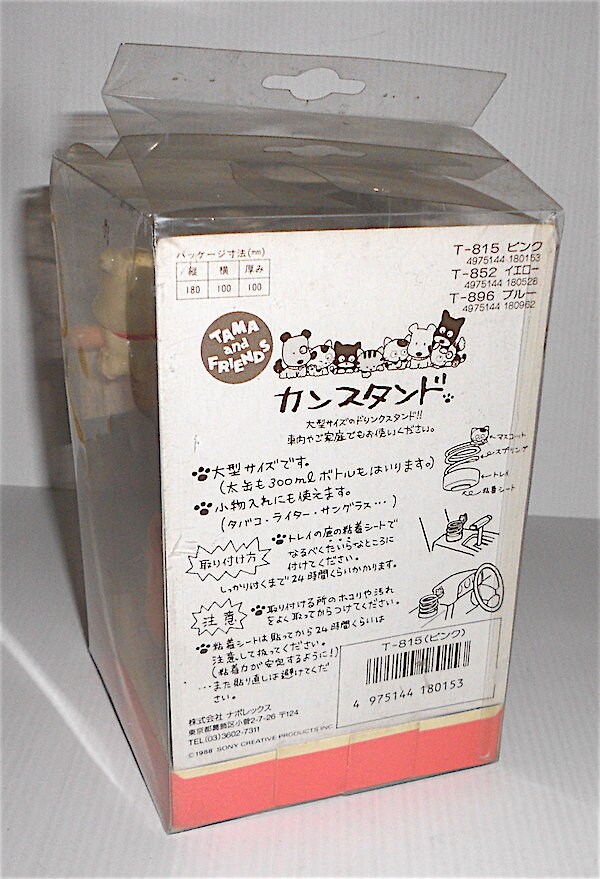 パッケージ寸法(mm)
縦 横 厚み
180 100 100
T-815 ピンク
4975144 180153
T-852 イエロー
4975144 180528
T-896 ブルー
4975144 180962
TAMA
and
FRIENDS
カンスタンド
大型サイズのドリンクスタンド!!
車内やご家庭でもお使いください。
マスコット
スプリング
トレイ
粘着シート
大型サイズです。
(太缶も300mlボトルもはいります。)
小物入れにも使えます。
(タバコ・ライター・サングラス…)
取り付け方
トレイの底の粘着シートで
なるべくたいらなところに
付けてください。
しっかり付くまで24時間くらいかかります。
注意
取り付ける所のホコリや汚れ
をよく取ってからつけてください。
粘着シートは貼ってから24時間くらいは
注意して扱ってください。
(粘着力が安定するように!)
…また貼り直しは避けてくだ
さい。
T-815(ピンク)
4 975144 180153
株式会社 ナポレックス
東京都葛飾区小菅2-7-26 〒124
TEL(03)3602-7311
©1988 SONY CREATIVE PRODUCTS INC.